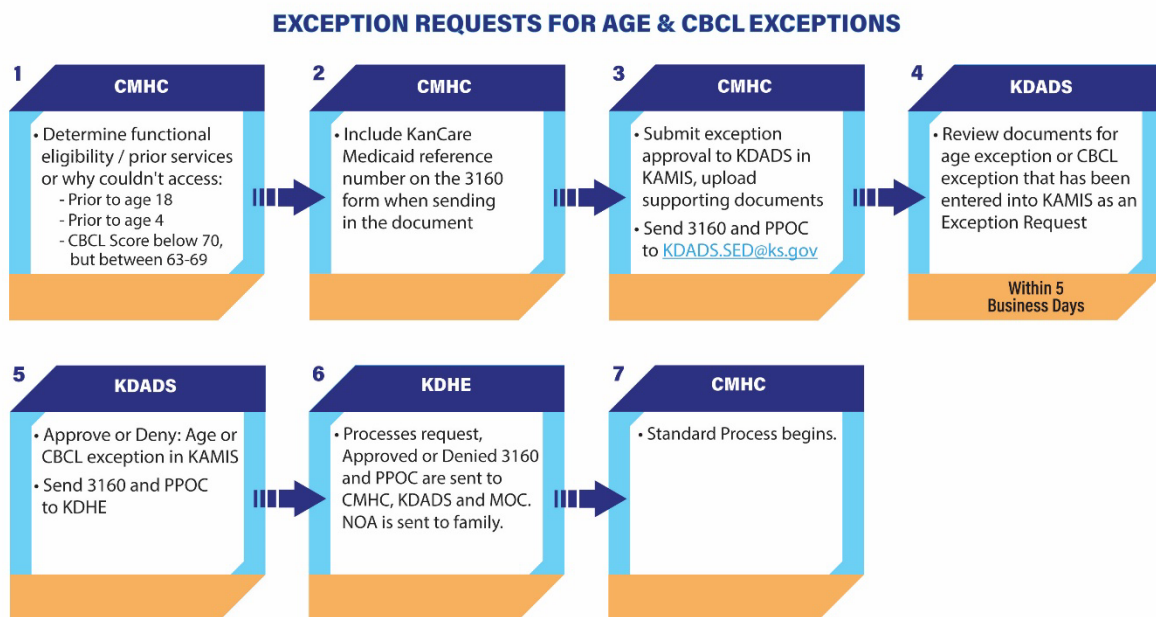 EXCEPTION REQUESTS FOR AGE & CBCL EXCEPTIONS
1
CMHC
• Determine functional
eligibility / prior services
or why couldn't access:
- Prior to age 18
- Prior to age 4
- CBCL Score below 70,
but between 63-69
2
CMHC
• Include KanCare
Medicaid reference
number on the 3160
form when sending
in the document
3
CMHC
• Submit exception
approval to KDADS in
KAMIS, upload
supporting documents
• Send 3160 and PPOC
to KDADS.SED@ks.gov
4
KDADS
• Review documents for
age exception or CBCL
exception that has been
entered into KAMIS as an
Exception Request
Within 5
Business Days
5
KDADS
• Approve or Deny: Age or
CBCL exception in KAMIS
• Send 3160 and PPOC
to KDHE
6
KDHE
• Processes request,
Approved or Denied 3160
and PPOC are sent to
CMHC, KDADS and MOC.
NOA is sent to family.
7
CMHC
• Standard Process begins.